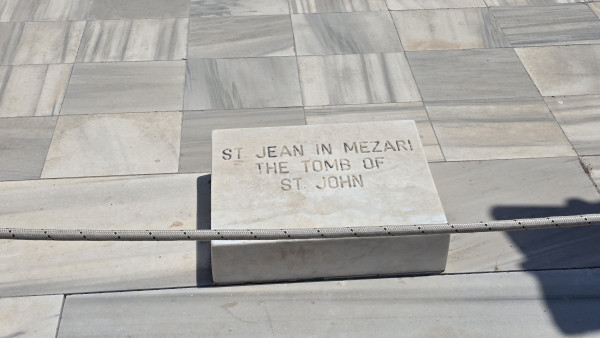 ST JEAN IN MEZARI
THE TOMB OF
ST. JOHN